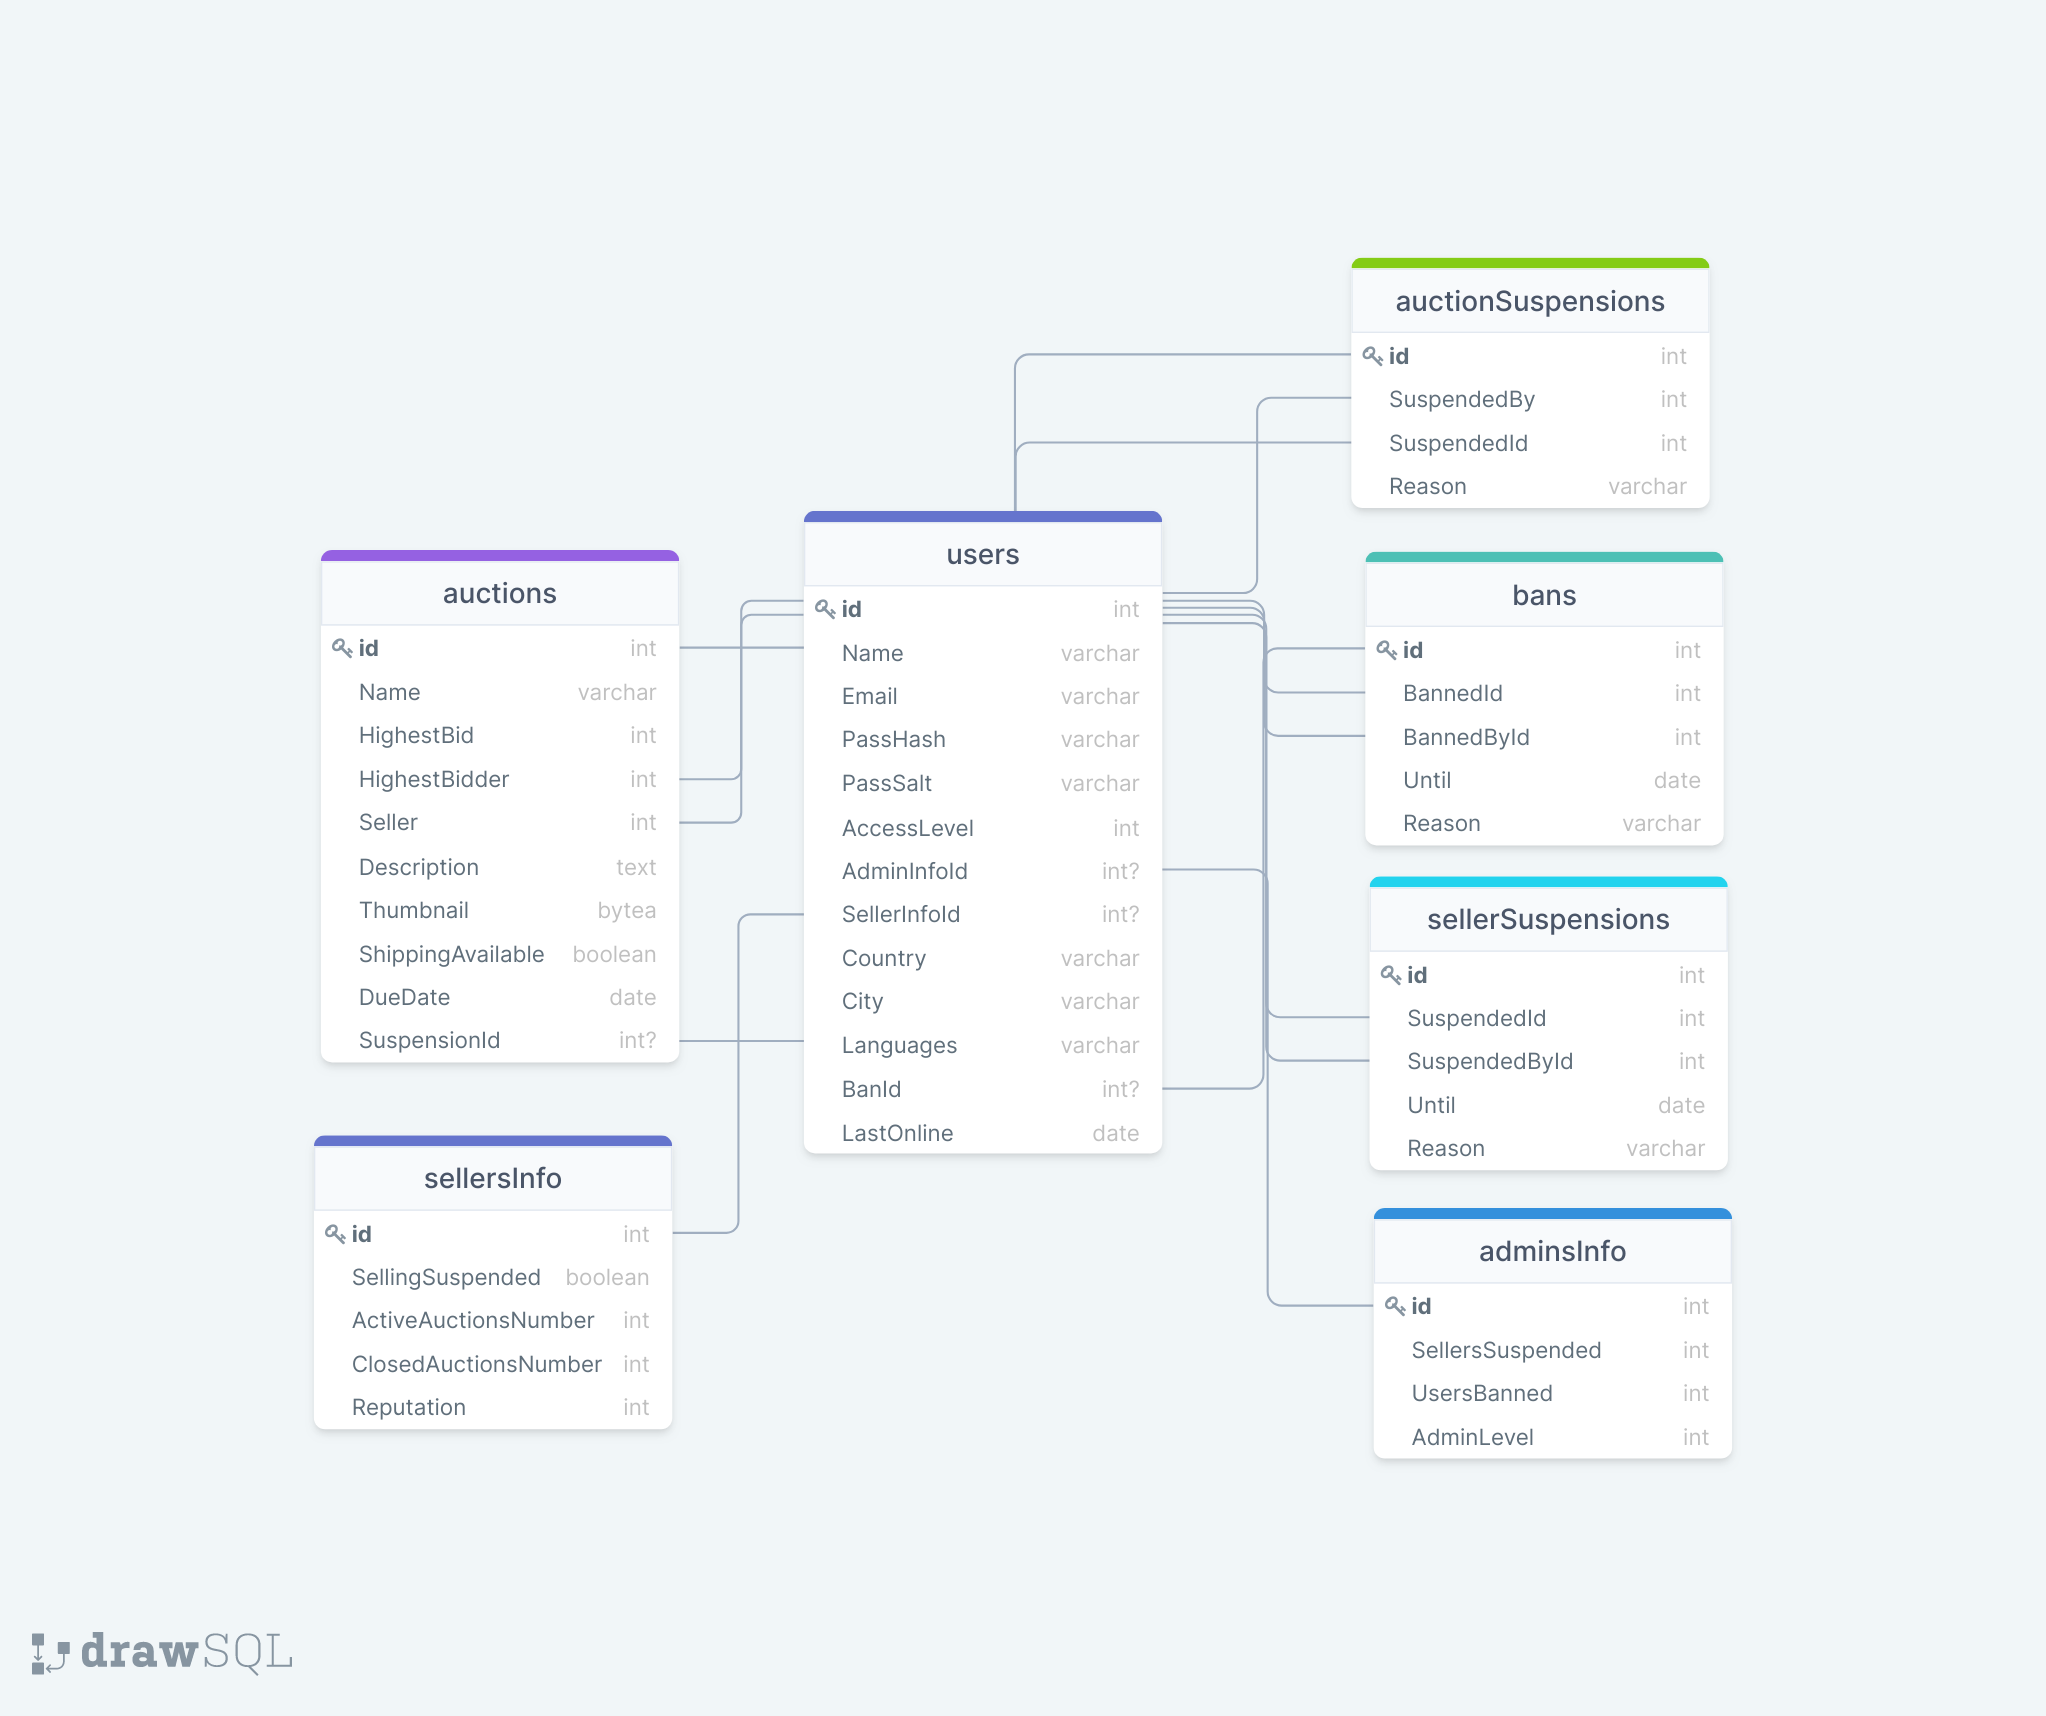 auctionSuspensions
id int
SuspendedBy int
SuspendedId int
Reason varchar
users
id int
Name varchar
Email varchar
PassHash varchar
PassSalt varchar
AccessLevel int
AdminInfoId int?
SellerInfoId int?
Country varchar
City varchar
Languages varchar
BanId int?
LastOnline date
auctions
id int
Name varchar
HighestBid int
HighestBidder int
Seller int
Description text
Thumbnail bytea
ShippingAvailable boolean
DueDate date
SuspensionId int?
bans
id int
BannedId int
BannedById int
Until date
Reason varchar
sellerSuspensions
id int
SuspendedId int
SuspendedById int
Until date
Reason varchar
sellersInfo
id int
SellingSuspended boolean
ActiveAuctionsNumber int
ClosedAuctionsNumber int
Reputation int
adminsInfo
id int
SellersSuspended int
UsersBanned int
AdminLevel int
drawSQL